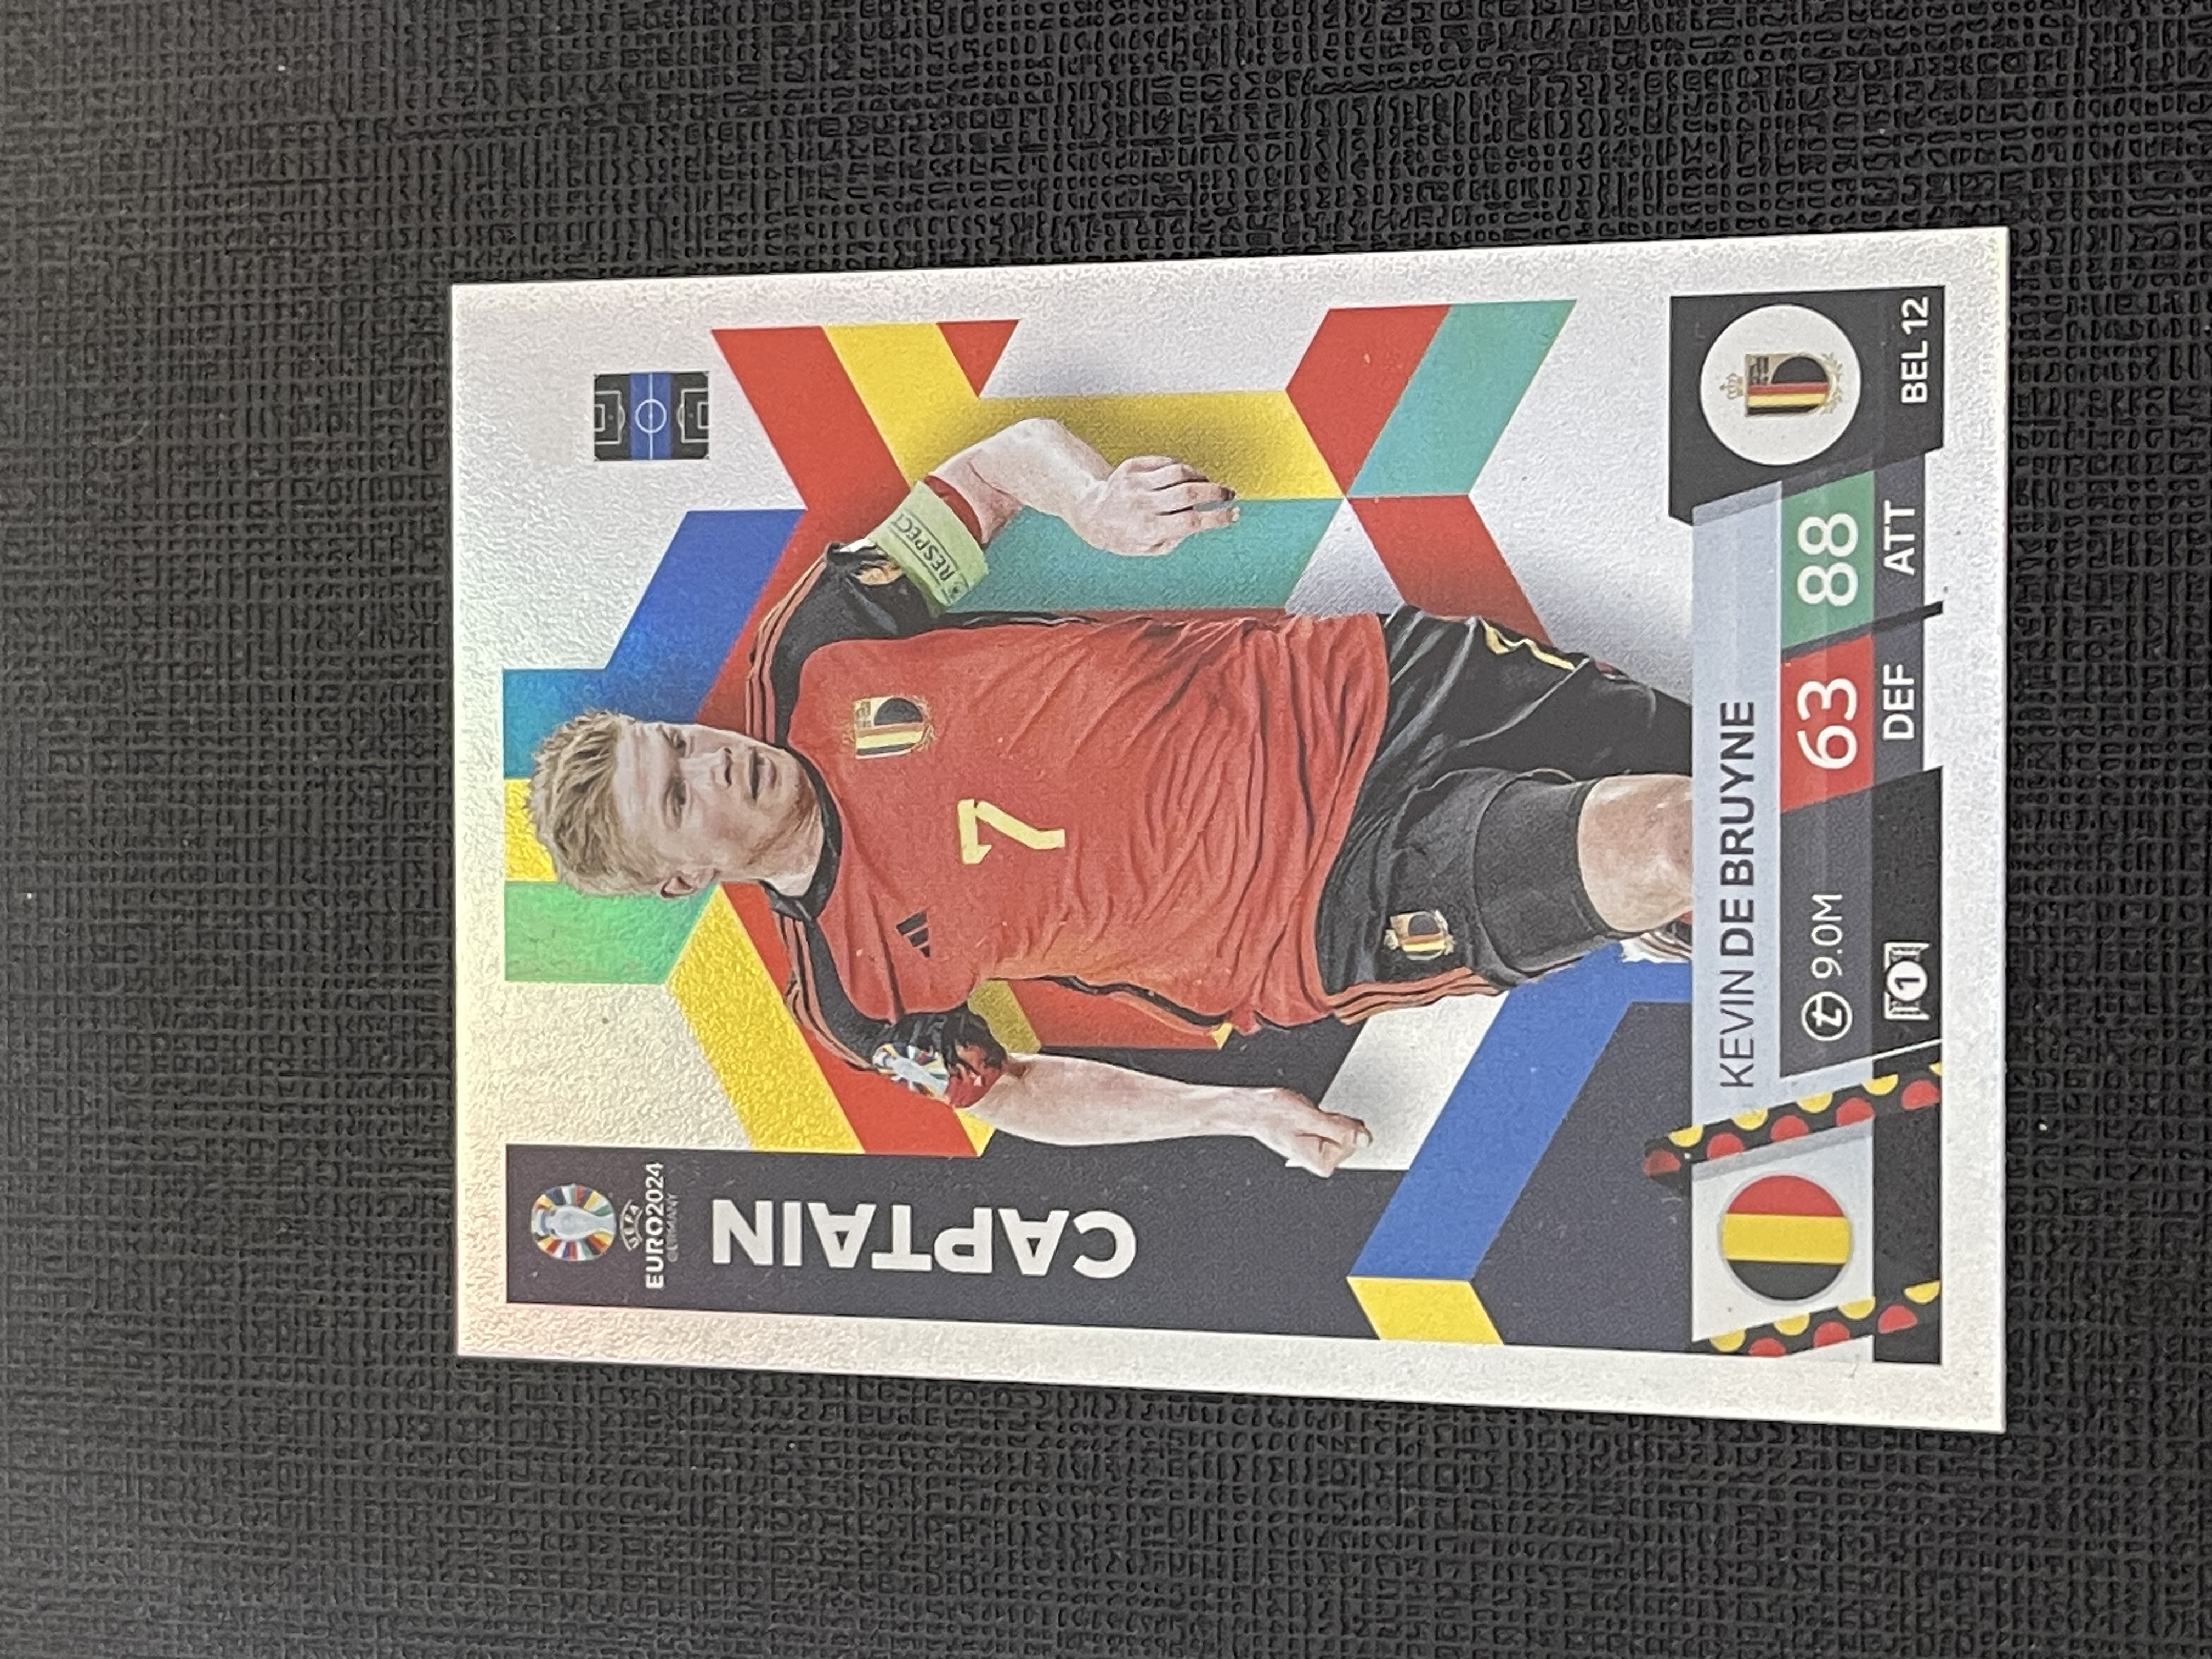 UEFA
EURO2024
GERMANY
CAPTAIN
RESPECT
7
KEVIN DE BRUYNE
t 9.0M
63
88
1
DEF
ATT
BEL 12